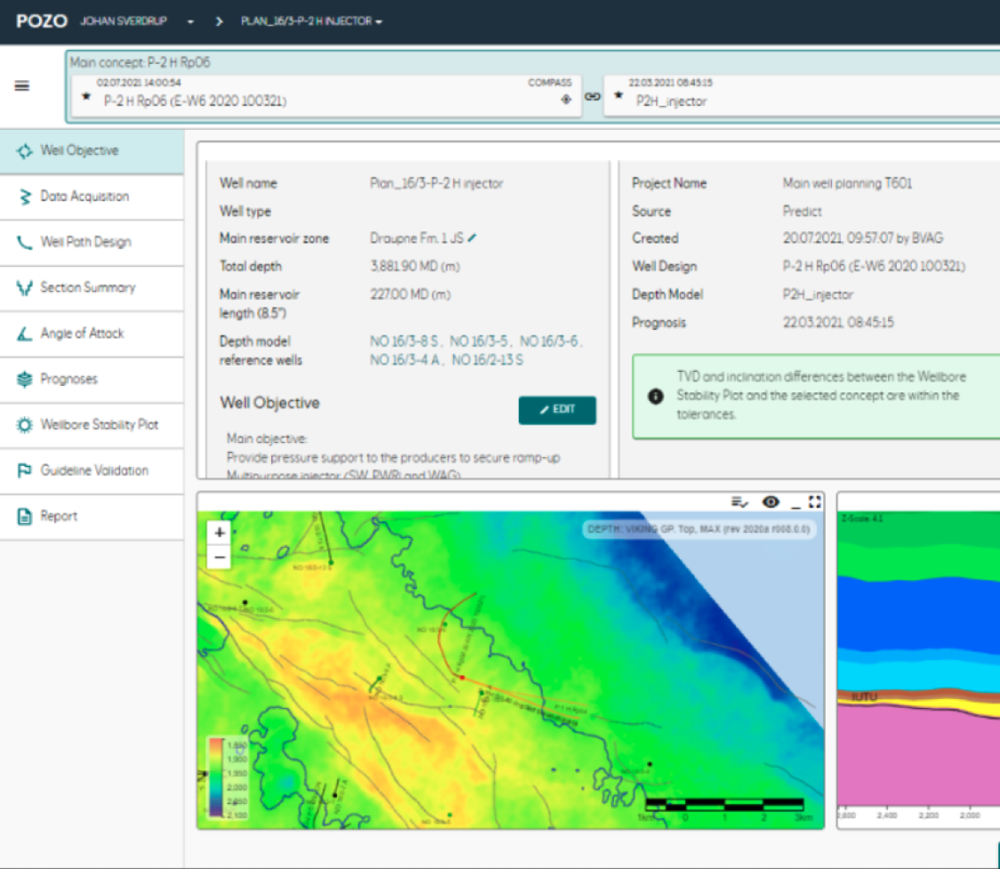 POZO JOHAN SVERDRUP PLAN_16/3-P-2 H INJECTOR
Main concept: P-2 H Rp06
02.07.2021 14:00:54 COMPASS
P-2 H Rp06 (E-W6 2020 100321)
22.03.2021 08:45:15
P2H_injector
Well Objective
Data Acquisition
Well Path Design
Section Summary
Angle of Attack
Prognoses
Wellbore Stability Plot
Guideline Validation
Report
Well name Plan_16/3-P-2 H injector
Well type
Main reservoir zone Draupne Fm. 1 JS
Total depth 3,881.90 MD (m)
Main reservoir 227.00 MD (m)
length (8.5")
Depth model NO 16/3-8 S, NO 16/3-5, NO 16/3-6,
reference wells NO 16/3-4 A, NO 16/2-13 S
Well Objective
EDIT
Main objective:
Provide pressure support to the producers to secure ramp-up
Multipurpose injector (SW, PWRI and WAG)
Project Name Main well planning T601
Source Predict
Created 20.07.2021, 09:57:07 by BVAG
Well Design P-2 H Rp06 (E-W6 2020 100321)
Depth Model P2H_injector
Prognosis 22.03.2021, 08:45:15
TVD and inclination differences between the Wellbore
Stability Plot and the selected concept are within the
tolerances.
+
−
DEPTH: VIKING GP. Top, MAX (rev 2020a r008.0.0)
P-1 H Rp04
1,850
1,900
1,950
2,000
2,050
2,100
1km 0 1 2 3km
Z-Scale 4:1
IUTU
2,600 2,400 2,200 2,000